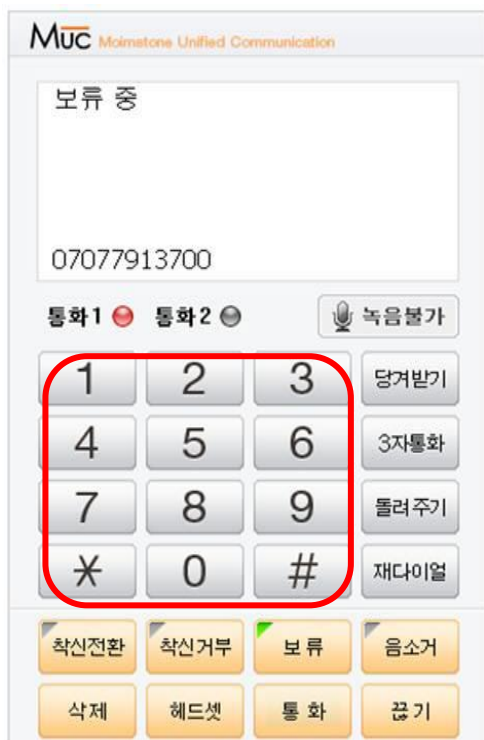 MUC Moimstone Unified Communication
보류 중
07077913700
통화1 통화2 녹음불가
1 2 3 당겨받기
4 5 6 3자통화
7 8 9 돌려주기
* 0 # 재다이얼
착신전환 착신거부 보류 음소거
삭제 헤드셋 통화 끊기